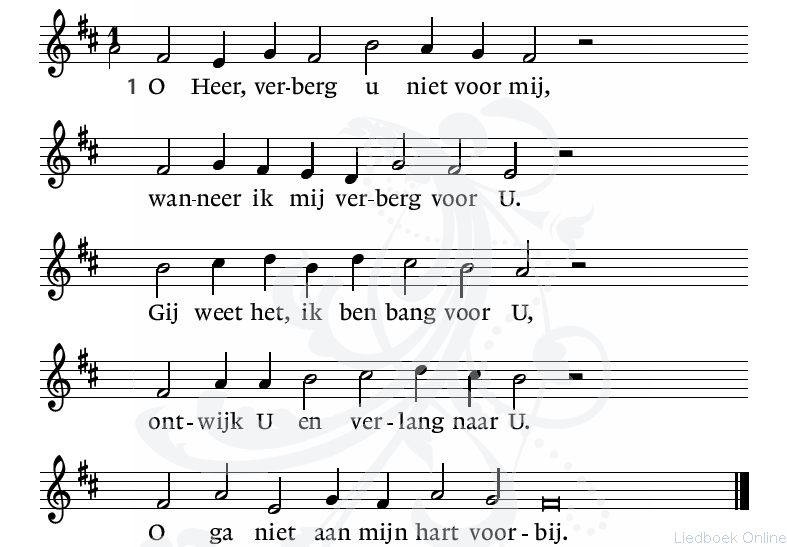 1
1 O Heer, ver-berg u niet voor mij,
wan-neer ik mij ver-berg voor U.
Gij weet het, ik ben bang voor U,
ont-wijk U en ver-lang naar U.
O ga niet aan mijn hart voor-bij.
Liedboek Online